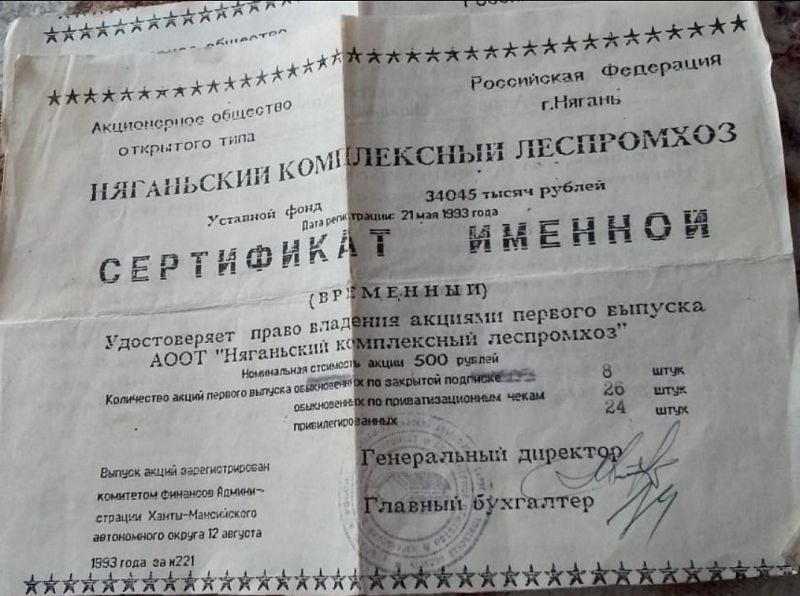 Российская Федерация
г.Нягань
Акционерное общество
открытого типа
НЯГАНЬСКИЙ КОМПЛЕКСНЫЙ ЛЕСПРОМХОЗ
Уставной фонд 34045 тысяч рублей
Дата регистрации: 21 мая 1993 года
СЕРТИФИКАТ ИМЕННОЙ
(ВРЕМЕННЫЙ)
Удостоверяет право владения акциями первого выпуска
АООТ "Няганьский комплексный леспромхоз"
Номинальная стоимость акции 500 рублей
Количество акций первого выпуска обыкновенных по закрытой подписке 8 штук
обыкновенных по приватизационным чекам 26 штук
привилегированных 24 штук
Генеральный директор
Главный бухгалтер
Выпуск акций зарегистрирован
комитетом финансов Админи-
страции Ханты-Мансийского
автономного округа 12 августа
1993 года за н221